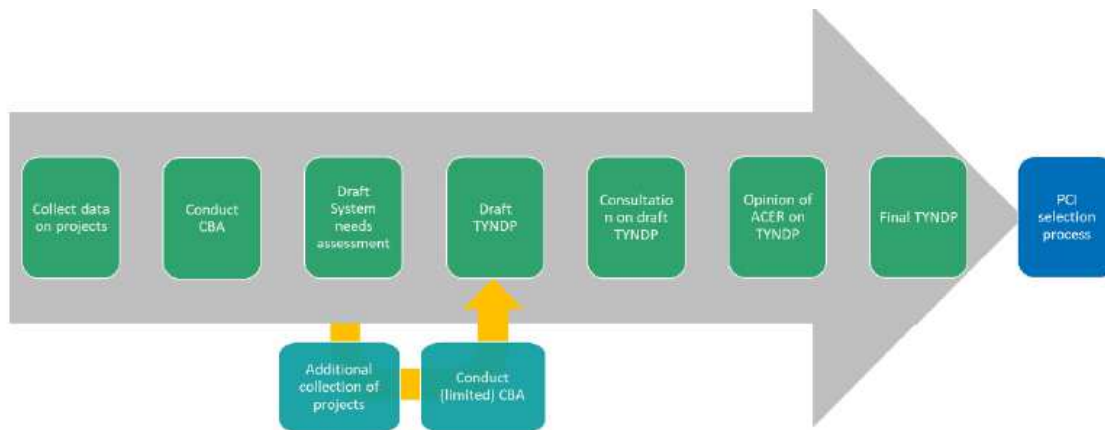 Collect data
on projects
Conduct
CBA
Draft
System
needs
assessment
Draft
TYNDP
Consultatio
n on draft
TYNDP
Opinion of
ACER on
TYNDP
Final TYNDP
PCI
selection
process
Additional
collection of
projects
Conduct
(limited) CBA